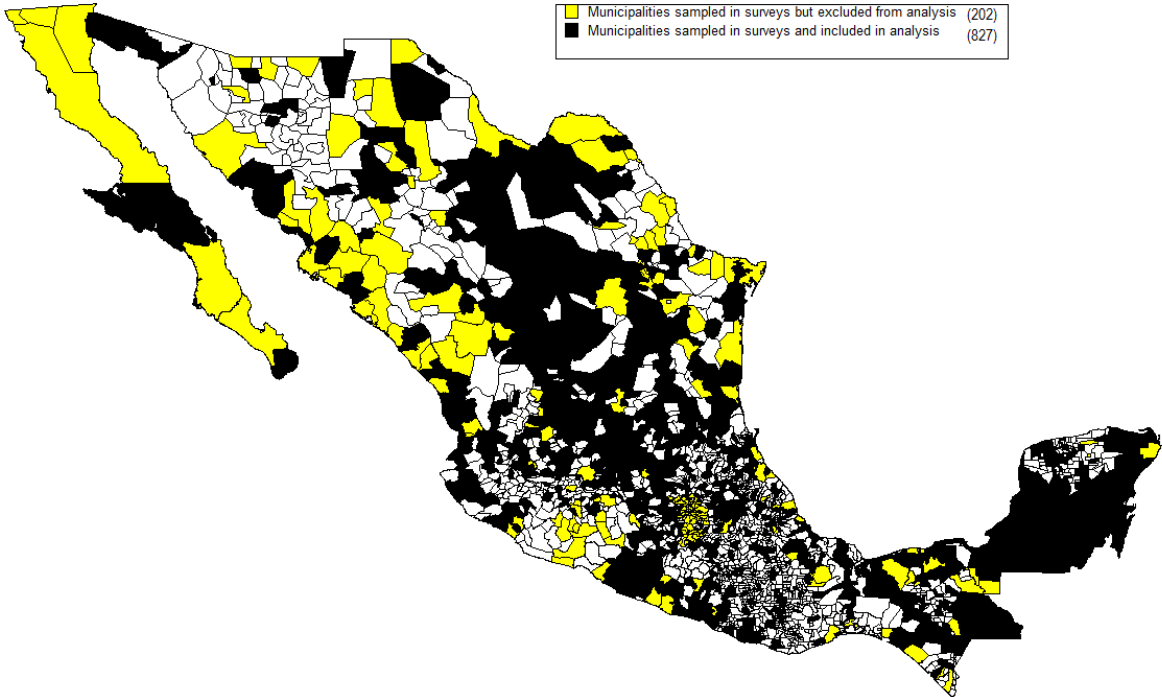 Municipalities sampled in surveys but excluded from analysis (202)
Municipalities sampled in surveys and included in analysis (827)